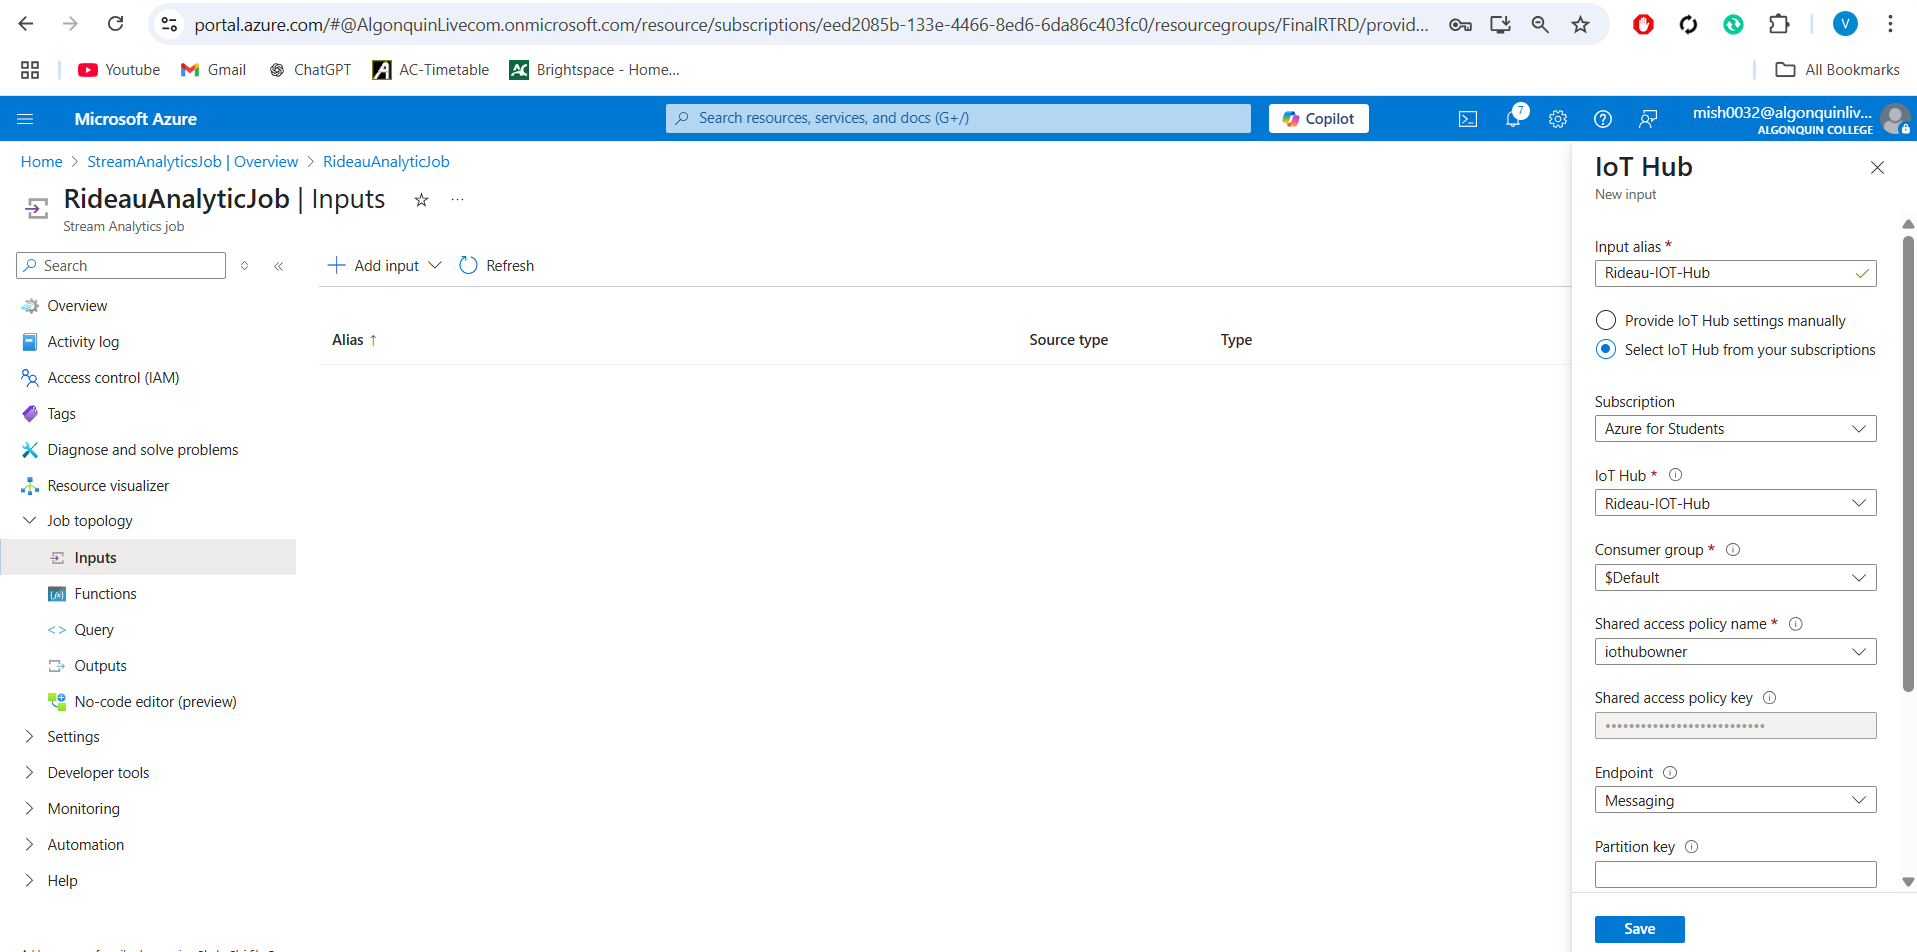 portal.azure.com/#@AlgonquinLivecom.onmicrosoft.com/resource/subscriptions/eed2085b-133e-4466-8ed6-6da86c403fc0/resourcegroups/FinalRTRD/provid...
V
Youtube
Gmail
ChatGPT
AC-Timetable
Brightspace - Home...
All Bookmarks
Microsoft Azure
Search resources, services, and docs (G+/)
Copilot
7
mish0032@algonquinliv...
ALGONQUIN COLLEGE
Home > StreamAnalyticsJob | Overview > RideauAnalyticJob
RideauAnalyticJob | Inputs
Stream Analytics job
Search
Overview
Activity log
Access control (IAM)
Tags
Diagnose and solve problems
Resource visualizer
Job topology
Inputs
Functions
Query
Outputs
No-code editor (preview)
Settings
Developer tools
Monitoring
Automation
Help
Add input
Refresh
Alias ↑
Source type
Type
IoT Hub
New input
Input alias *
Rideau-IOT-Hub
Provide IoT Hub settings manually
Select IoT Hub from your subscriptions
Subscription
Azure for Students
IoT Hub *
Rideau-IOT-Hub
Consumer group *
$Default
Shared access policy name *
iothubowner
Shared access policy key
Endpoint
Messaging
Partition key
Save